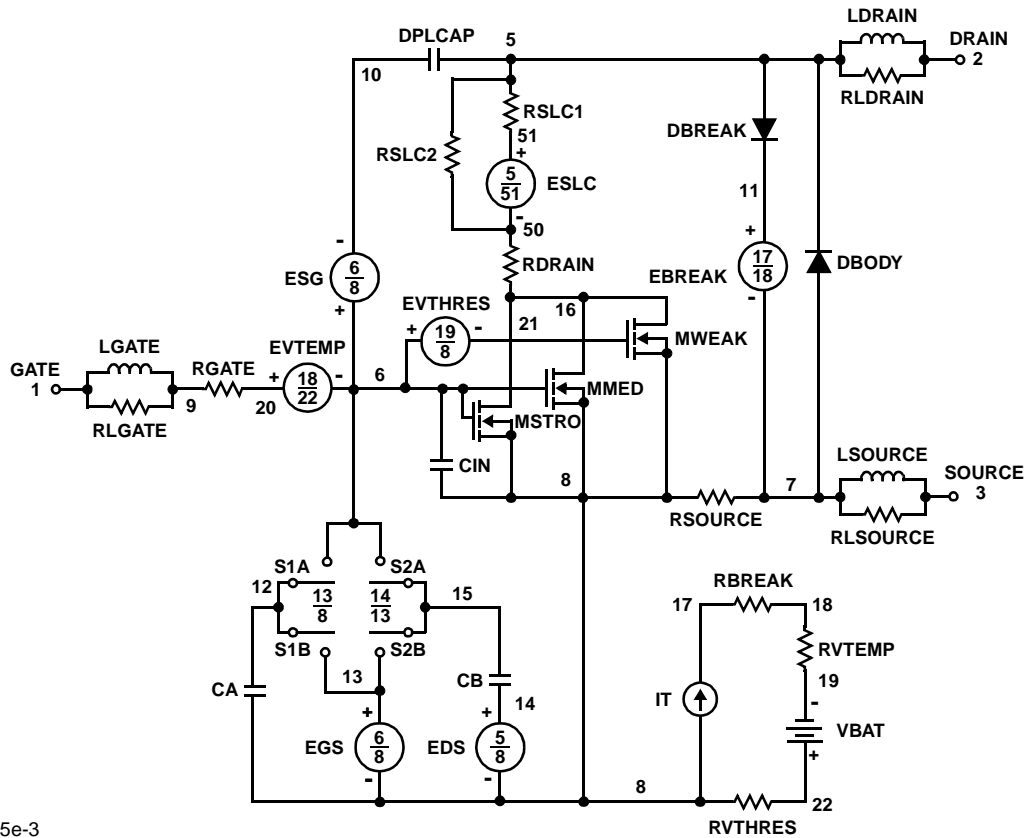 LDRAIN
DPLCAP
5
DRAIN
2
10
RLDRAIN
RSLC1
DBREAK
51
RSLC2
+
5
51
ESLC
11
-
50
-
+
17
18
6
8
ESG
RDRAIN
EBREAK
DBODY
+
EVTHRES
16
-
+
19
8
-
21
MWEAK
LGATE
EVTEMP
GATE
1
RGATE
+
18
22
-
6
MMED
9
20
RLGATE
MSTRO
CIN
8
7
LSOURCE
SOURCE
3
RSOURCE
RLSOURCE
12
S1A
S2A
15
13
8
14
13
RBREAK
17
18
S1B
S2B
RVTEMP
13
CB
19
CA
14
IT
-
VBAT
+
+
EGS
6
8
EDS
5
8
+
-
-
8
22
5e-3
RVTHRES